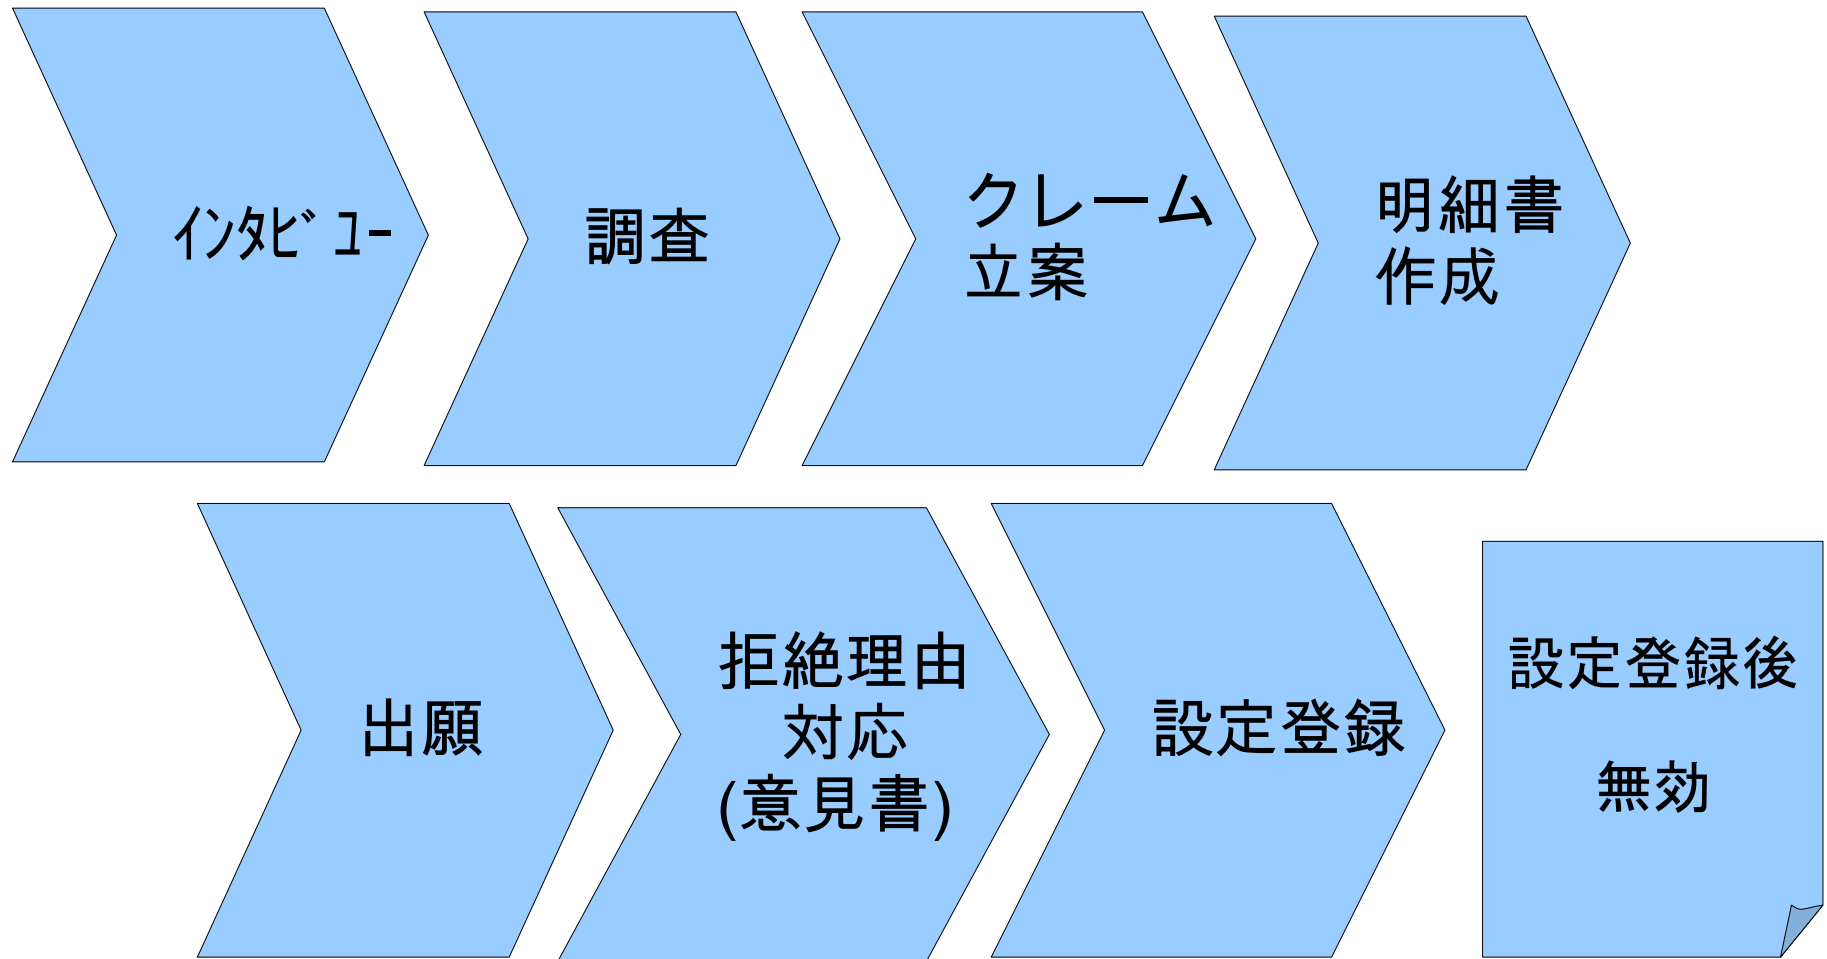 ｲﾝﾀﾋﾞｭｰ
調査
クレーム
立案
明細書
作成
出願
拒絶理由
対応
(意見書)
設定登録
設定登録後
無効